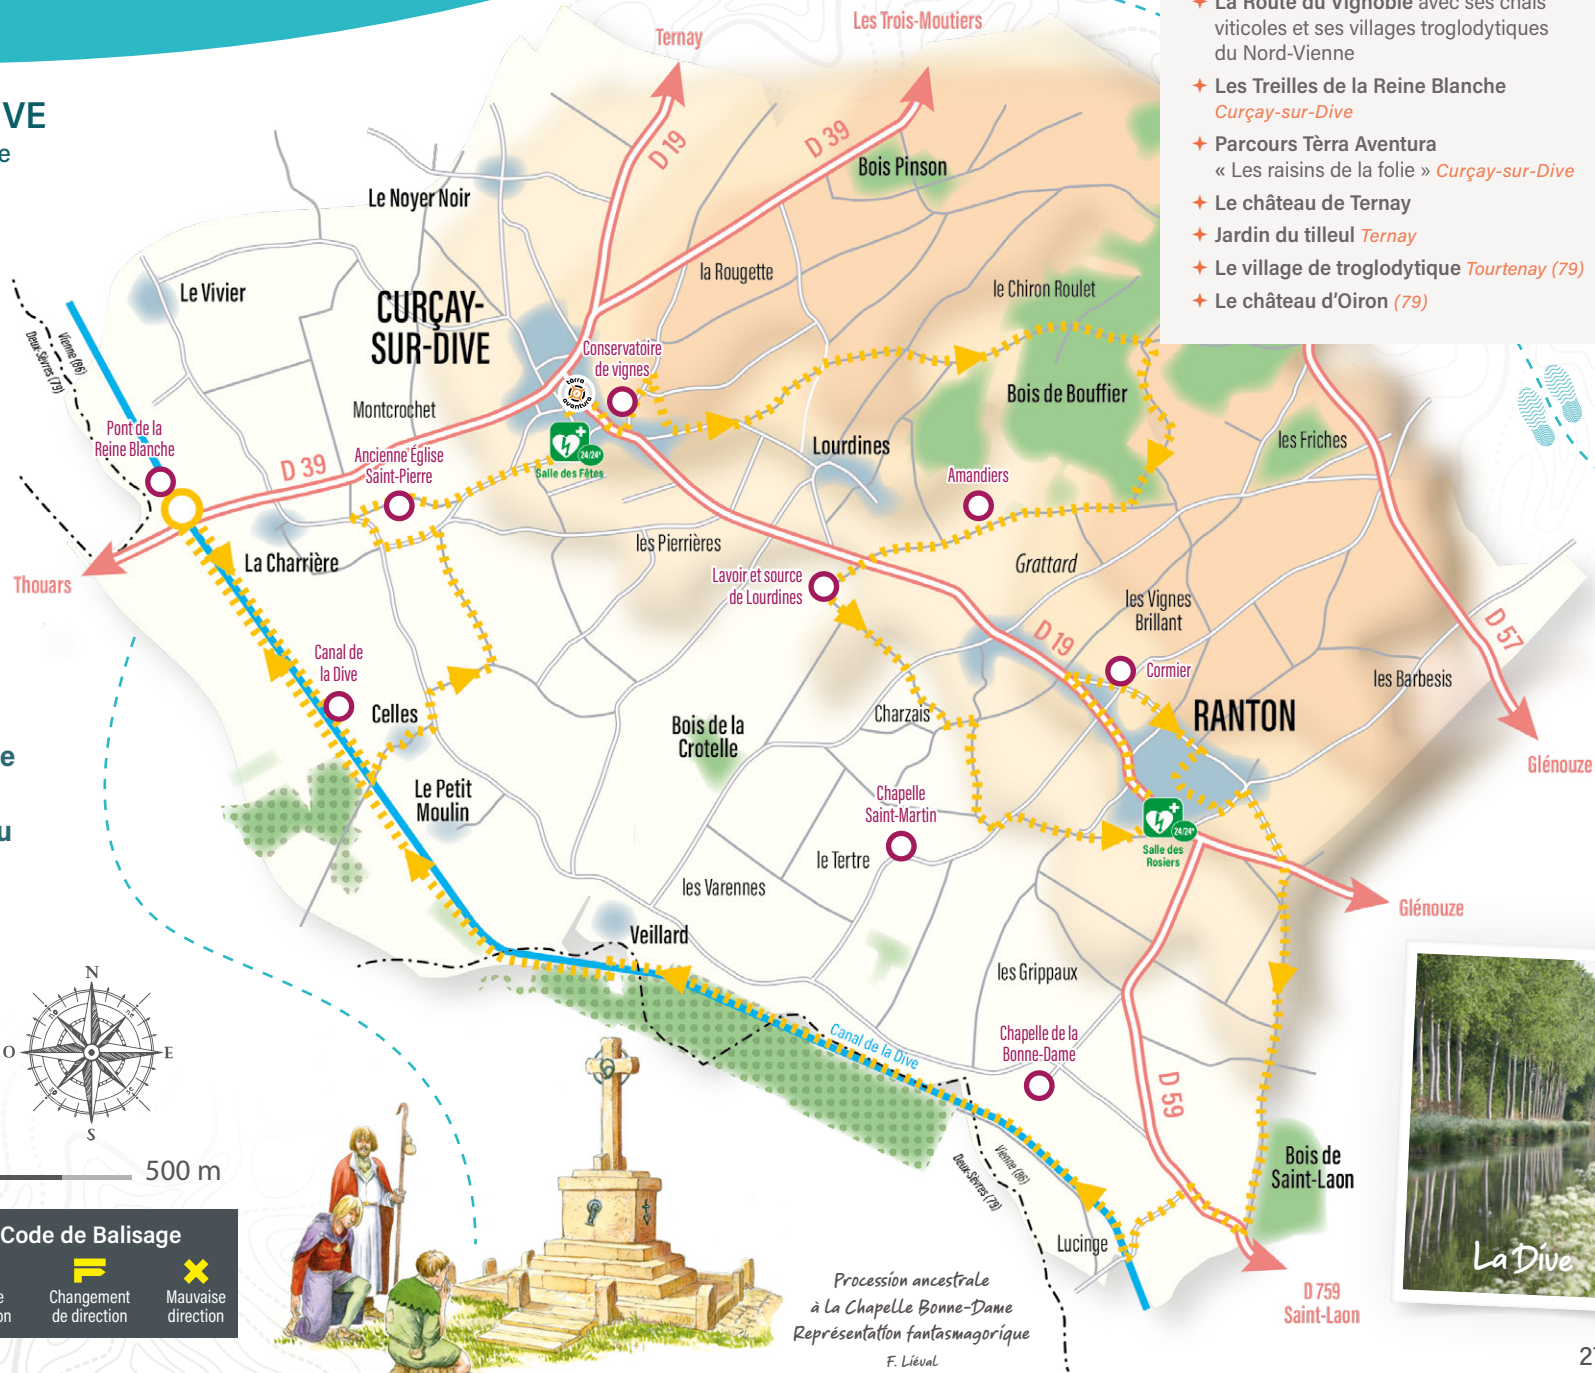 VE
e
La Route du Vignoble avec ses chais
viticoles et ses villages troglodytiques
du Nord-Vienne
Les Treilles de la Reine Blanche
Curçay-sur-Dive
Parcours Tèrra Aventura
« Les raisins de la folie » Curçay-sur-Dive
Le château de Ternay
Jardin du tilleul Ternay
Le village de troglodytique Tourtenay (79)
Le château d'Oiron (79)
Ternay
Les Trois-Moutiers
D 19
D 39
Bois Pinson
Le Noyer Noir
la Rougette
le Chiron Roulet
Le Vivier
CURÇAY-
SUR-DIVE
Vienne (86)
Deux-Sèvres (79)
Conservatoire
de vignes
tèrra
aventura
Bois de Bouffier
Montcrochet
Pont de la
Reine Blanche
Ancienne Église
Saint-Pierre
D 39
24/24
Salle des Fêtes
Lourdines
les Friches
Amandiers
La Charrière
Thouars
les Pierrières
Lavoir et source
de Lourdines
Grattard
les Vignes
Brillant
D 19
D 57
Cormier
les Barbesis
Canal de
la Dive
Celles
Charzais
RANTON
Bois de la
Crotelle
Glénouze
e
Le Petit
Moulin
Chapelle
Saint-Martin
u
24/24
Salle des
Rosiers
le Tertre
les Varennes
Glénouze
Veillard
les Grippaux
N
O
E
S
Canal de la Dive
Chapelle de la
Bonne-Dame
D 59
Vienne (86)
Deux-Sèvres (79)
Bois de
Saint-Laon
500 m
Lucinge
Code de Balisage
e
on
Changement
de direction
Mauvaise
direction
Procession ancestrale
à la Chapelle Bonne-Dame
Représentation fantasmagorique
F. Liéval
D 759
Saint-Laon
La Dive